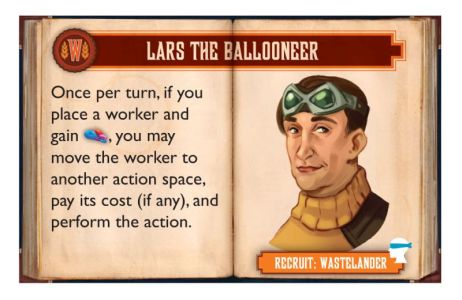 W
LARS THE BALLOONEER
Once per turn, if you
place a worker and
gain , you may
move the worker to
another action space,
pay its cost (if any), and
perform the action.
RECRUIT: WASTELANDER